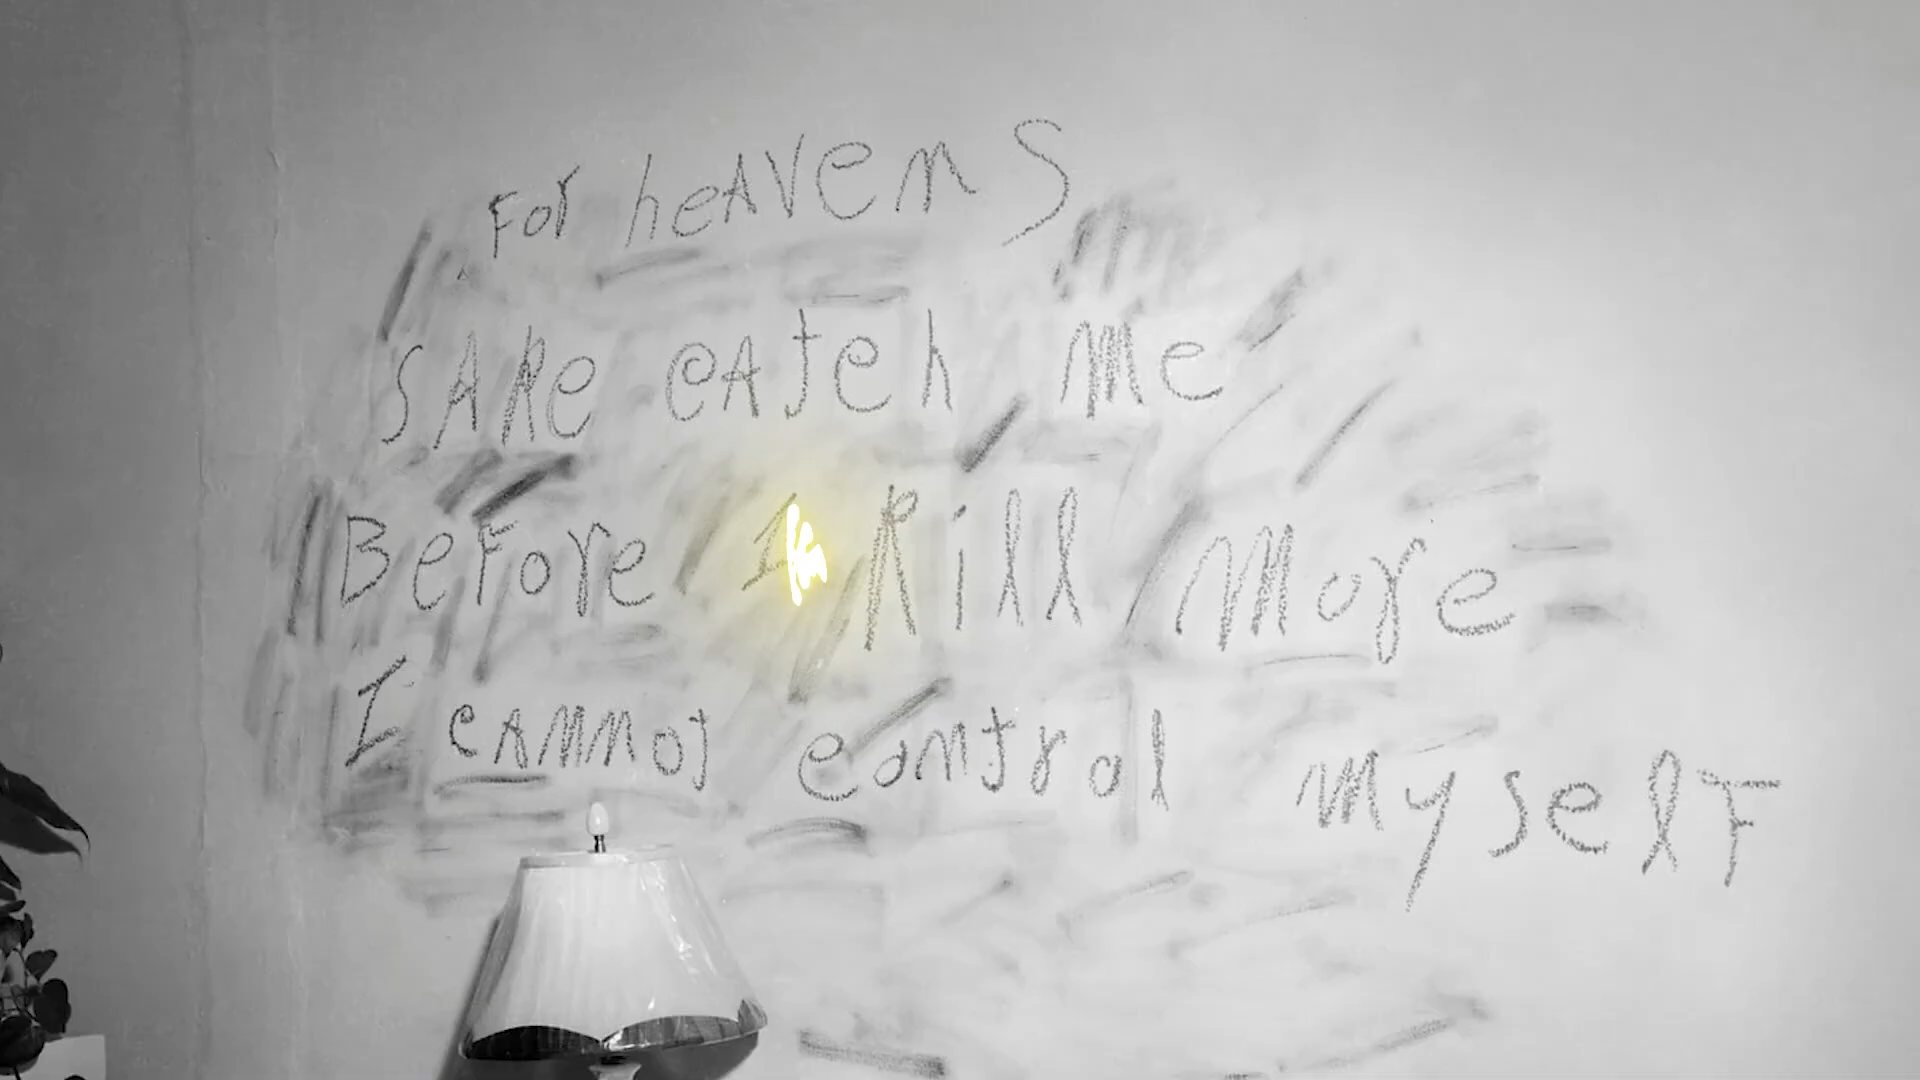 For heAvens
SAKe cAtch Me
BeFore I Kill More
I cannot control myselF